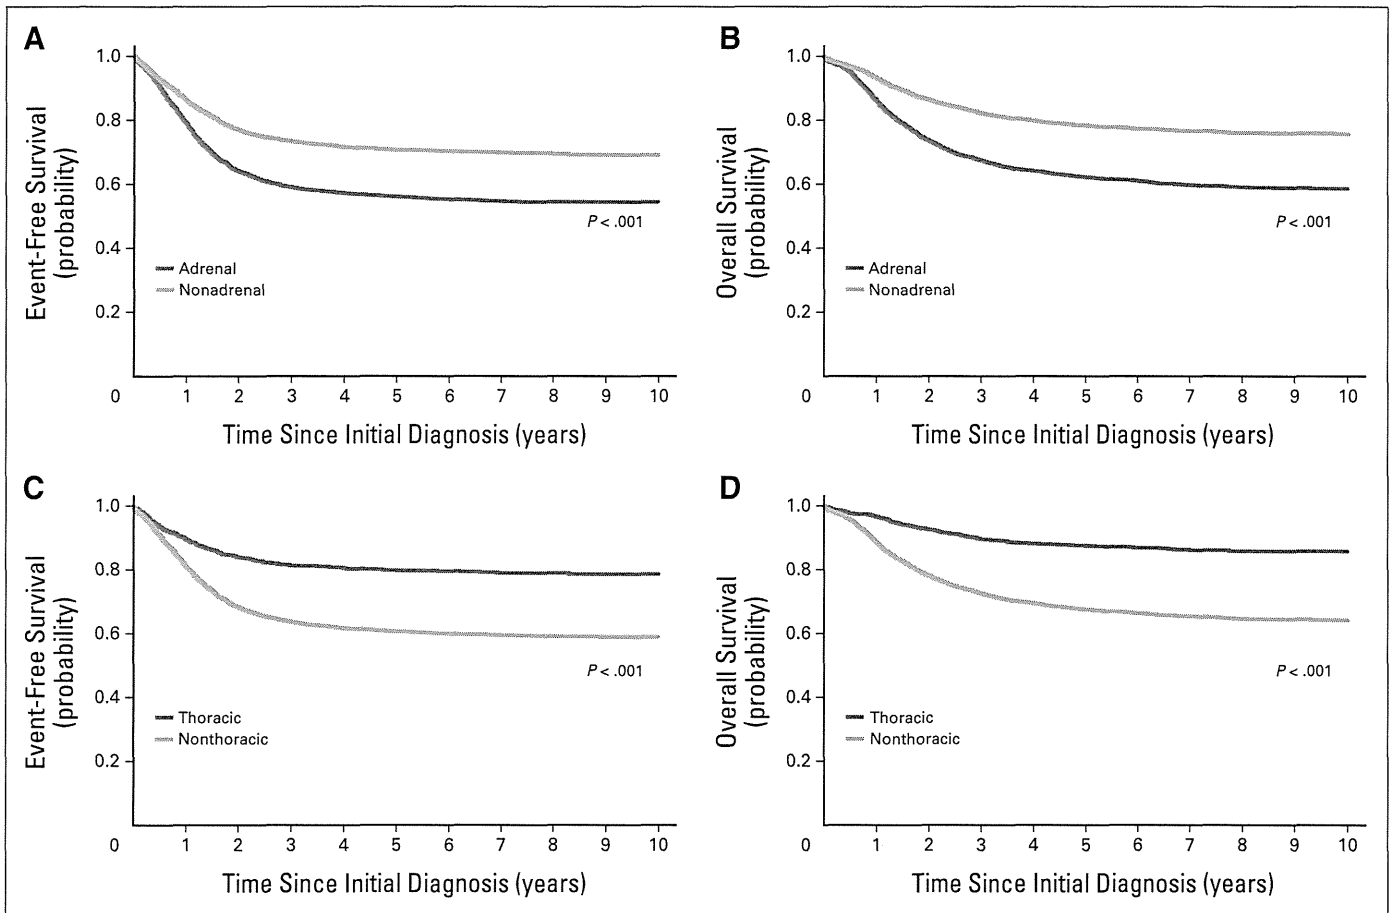 A
Event-Free Survival
(probability)
1.0
0.8
0.6
0.4
0.2
0
P < .001
Adrenal
Nonadrenal
1 2 3 4 5 6 7 8 9 10
Time Since Initial Diagnosis (years)
B
Overall Survival
(probability)
1.0
0.8
0.6
0.4
0.2
0
P < .001
Adrenal
Nonadrenal
1 2 3 4 5 6 7 8 9 10
Time Since Initial Diagnosis (years)
C
Event-Free Survival
(probability)
1.0
0.8
0.6
0.4
0.2
0
P < .001
Thoracic
Nonthoracic
1 2 3 4 5 6 7 8 9 10
Time Since Initial Diagnosis (years)
D
Overall Survival
(probability)
1.0
0.8
0.6
0.4
0.2
0
P < .001
Thoracic
Nonthoracic
1 2 3 4 5 6 7 8 9 10
Time Since Initial Diagnosis (years)